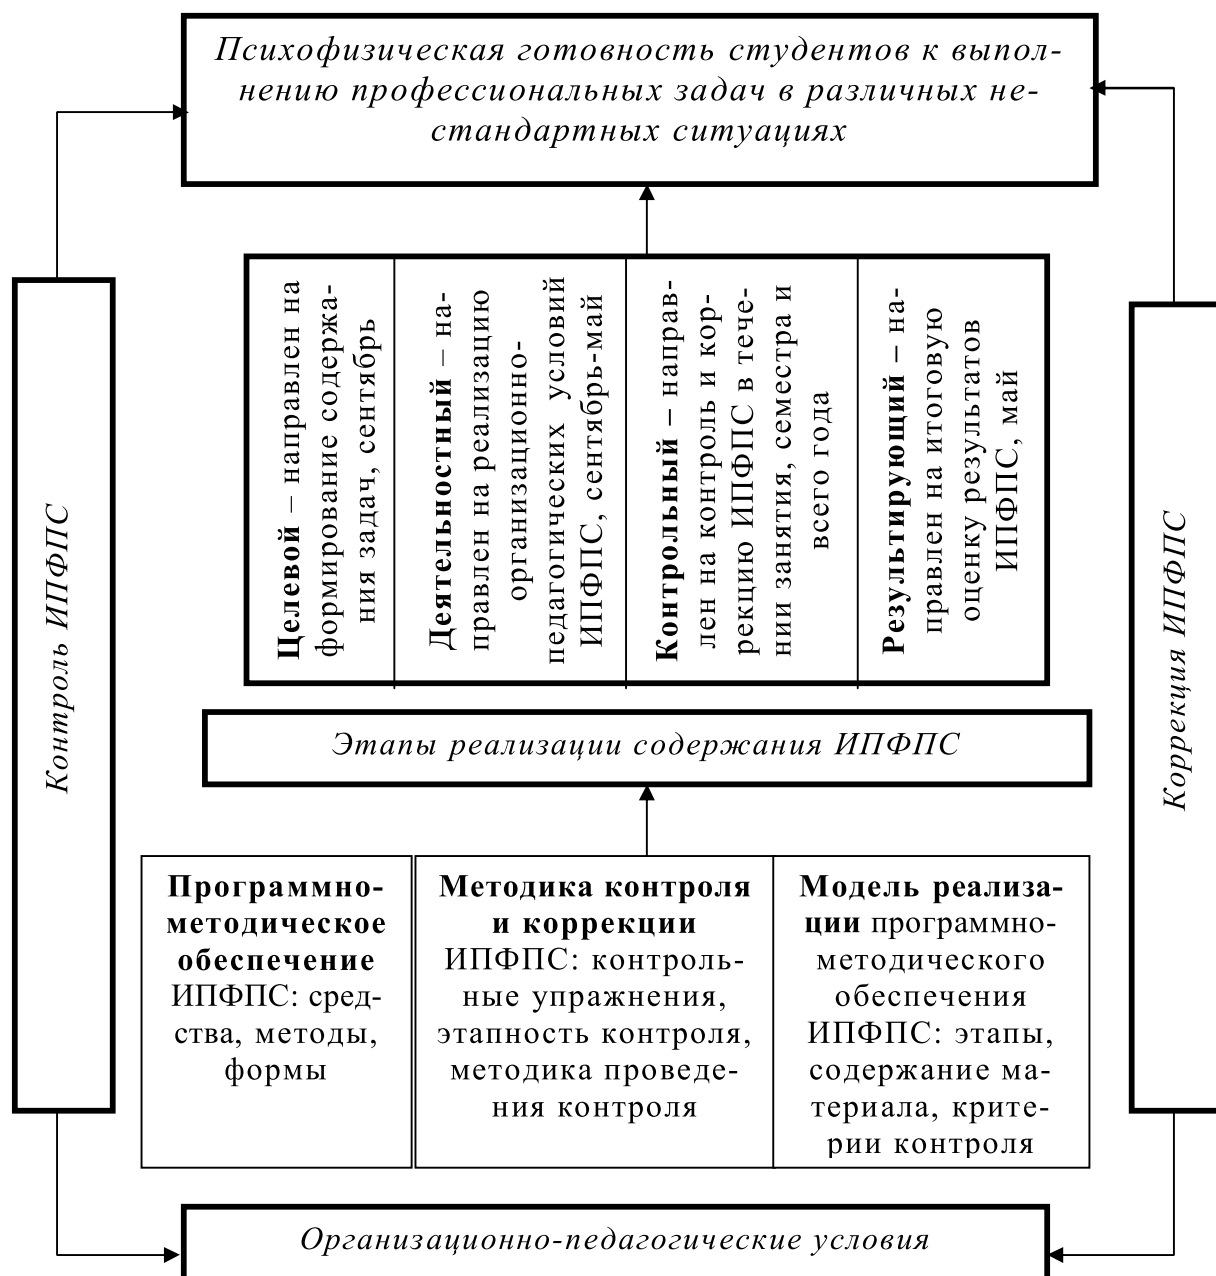 Психофизическая готовность студентов к выпол-
нению профессиональных задач в различных не-
стандартных ситуациях
Контроль ИПФПС
Целевой – направлен на
формирование содержа-
ния задач, сентябрь
Деятельностный – на-
правлен на реализацию
организационно-
педагогических условий
ИПФПС, сентябрь-май
Контрольный – направ-
лен на контроль и кор-
рекцию ИПФПС в тече-
нии занятия, семестра и
всего года
Результирующий – на-
правлен на итоговую
оценку результатов
ИПФПС, май
Коррекция ИПФПС
Этапы реализации содержания ИПФПС
Программно-
методическое
обеспечение
ИПФПС: сред-
ства, методы,
формы
Методика контроля
и коррекции
ИПФПС: контроль-
ные упражнения,
этапность контроля,
методика проведе-
ния контроля
Модель реализа-
ции программно-
методического
обеспечения
ИПФПС: этапы,
содержание ма-
териала, крите-
рии контроля
Организационно-педагогические условия